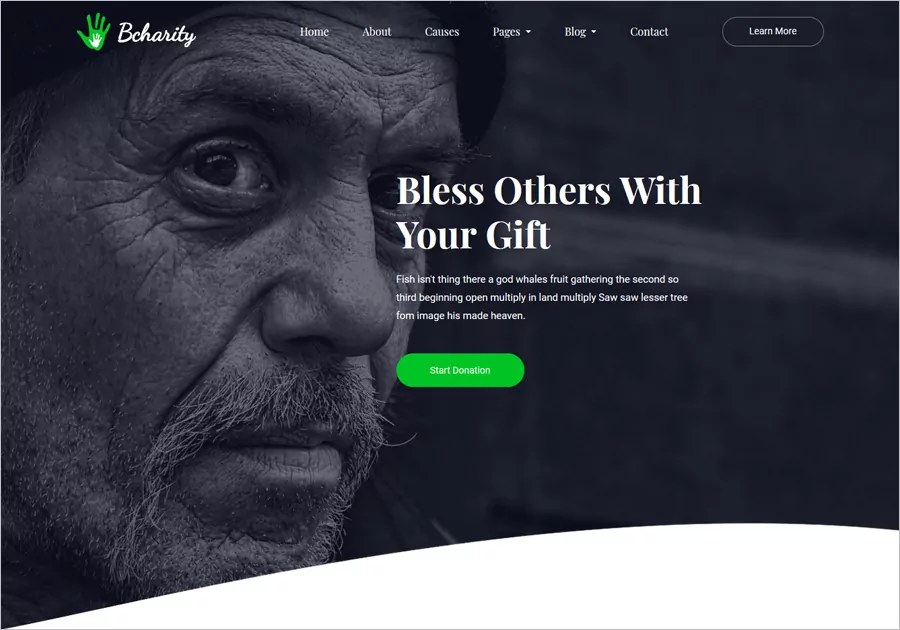 Bcharity
Home About Causes Pages Blog Contact Learn More
Bless Others With
Your Gift
Fish isn't thing there a god whales fruit gathering the second so
third beginning open multiply in land multiply Saw saw lesser tree
fom image his made heaven.
Start Donation